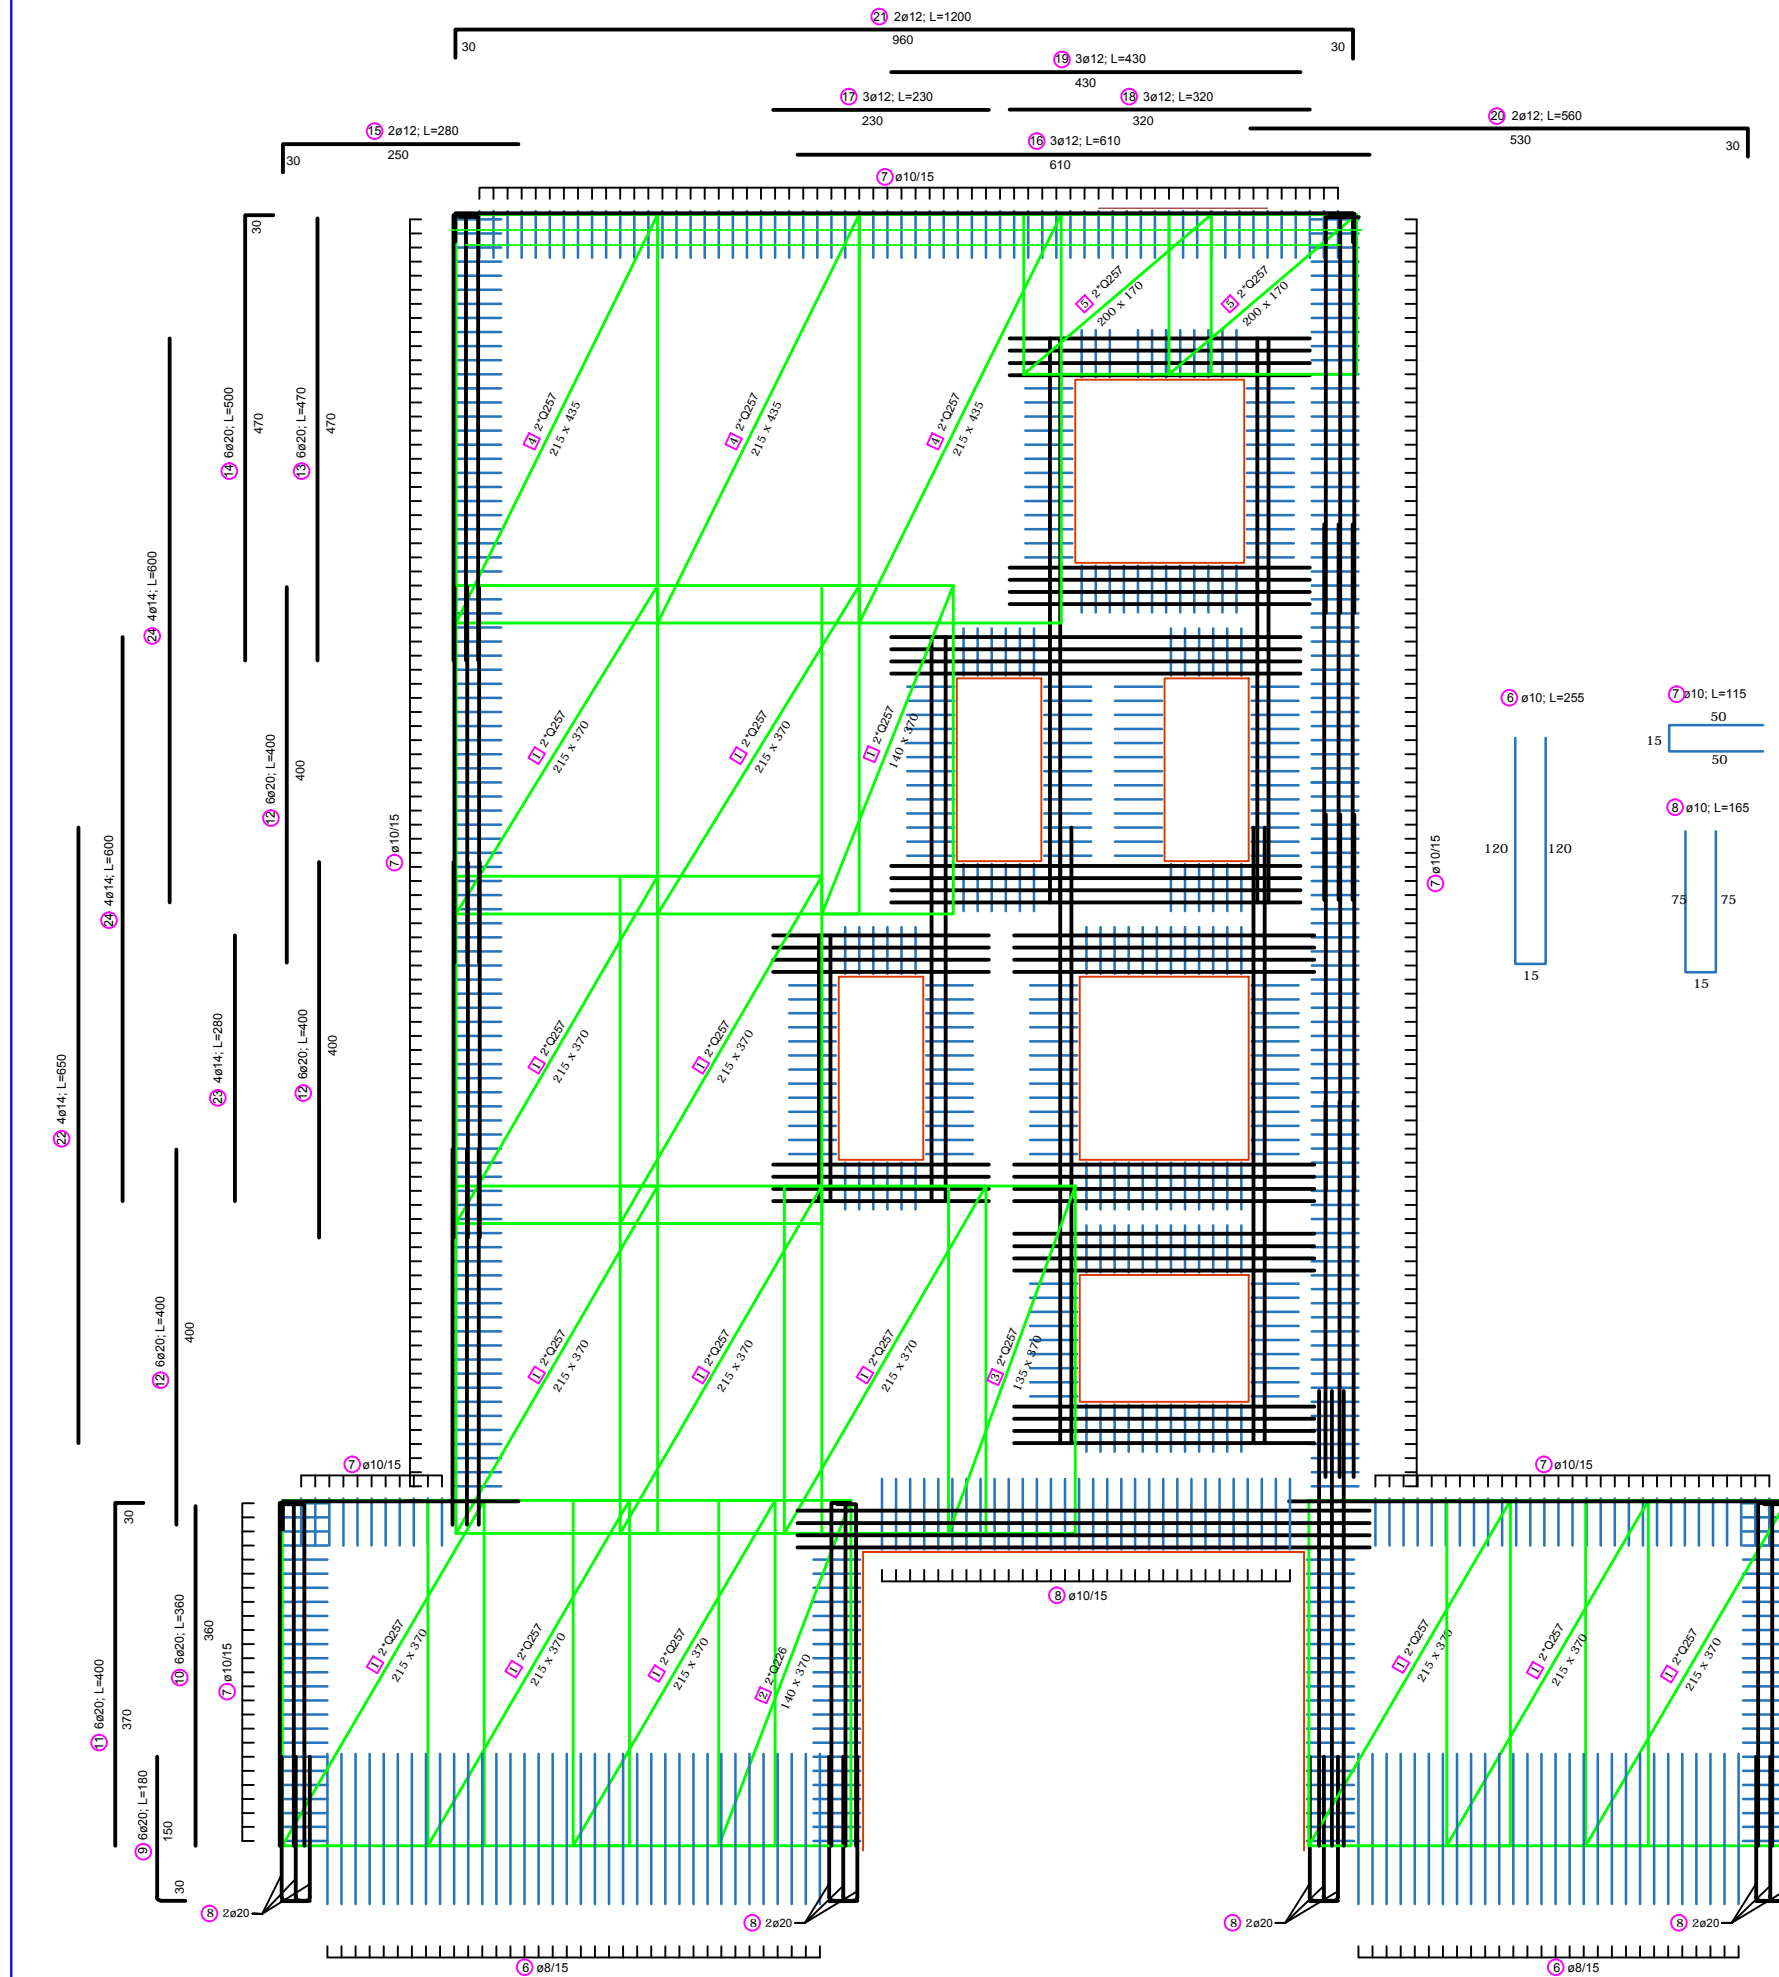 21 2ø12; L=1200
30 960 30
19 3ø12; L=430
430
17 3ø12; L=230
230
18 3ø12; L=320
320
20 2ø12; L=560
530 30
15 2ø12; L=280
30 250
16 3ø12; L=610
610
7 ø10/15
14 6ø20; L=500
470
30
13 6ø20; L=470
470
24 4ø14; L=600
24 4ø14; L=600
12 6ø20; L=400
400
12 6ø20; L=400
400
22 4ø14; L=650
23 4ø14; L=280
12 6ø20; L=400
400
7 ø10/15
7 ø10/15
4 2*Q257
215 x 435
4 2*Q257
215 x 435
4 2*Q257
215 x 435
5 2*Q257
200 x 170
5 2*Q257
200 x 170
1 2*Q257
215 x 370
1 2*Q257
215 x 370
1 2*Q257
140 x 370
1 2*Q257
215 x 370
1 2*Q257
215 x 370
1 2*Q257
215 x 370
1 2*Q257
215 x 370
1 2*Q257
215 x 370
3 2*Q257
135 x 370
6 ø10; L=255
120 120
15
7 ø10; L=115
50
15
50
8 ø10; L=165
75 75
15
7 ø10/15
7 ø10/15
8 ø10/15
11 6ø20; L=400
370
30
10 6ø20; L=360
360
7 ø10/15
9 6ø20; L=180
150
30
1 2*Q257
215 x 370
1 2*Q257
215 x 370
1 2*Q257
215 x 370
2 2*Q226
140 x 370
1 2*Q257
215 x 370
1 2*Q257
215 x 370
1 2*Q257
215 x 370
8 2ø20
8 2ø20
8 2ø20
8 2ø20
6 ø8/15
6 ø8/15